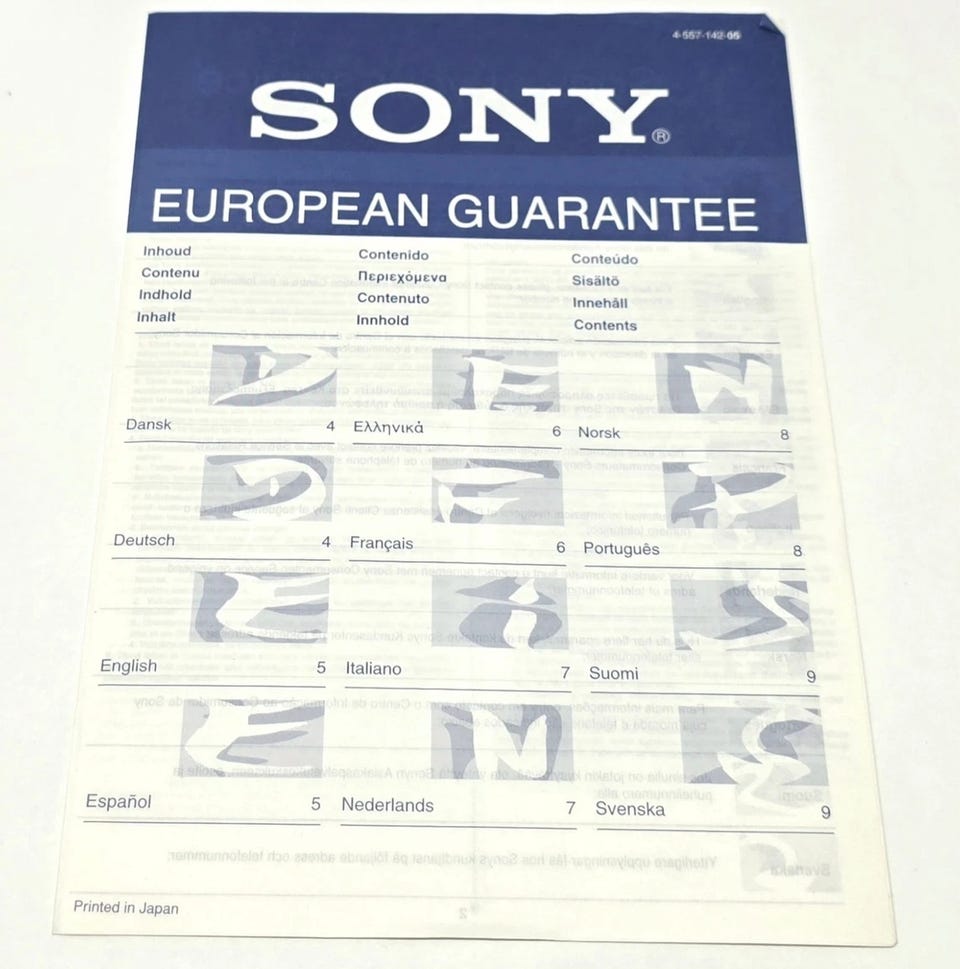 4-557-142-05
SONY®
EUROPEAN GUARANTEE
Inhoud
Contenu
Indhold
Inhalt
Contenido
Περιεχόμενα
Contenuto
Innhold
Conteúdo
Sisältö
Innehåll
Contents
Dansk 4
Ελληνικά 6
Norsk 8
Deutsch 4
Français 6
Português 8
English 5
Italiano 7
Suomi 9
Español 5
Nederlands 7
Svenska 9
Printed in Japan